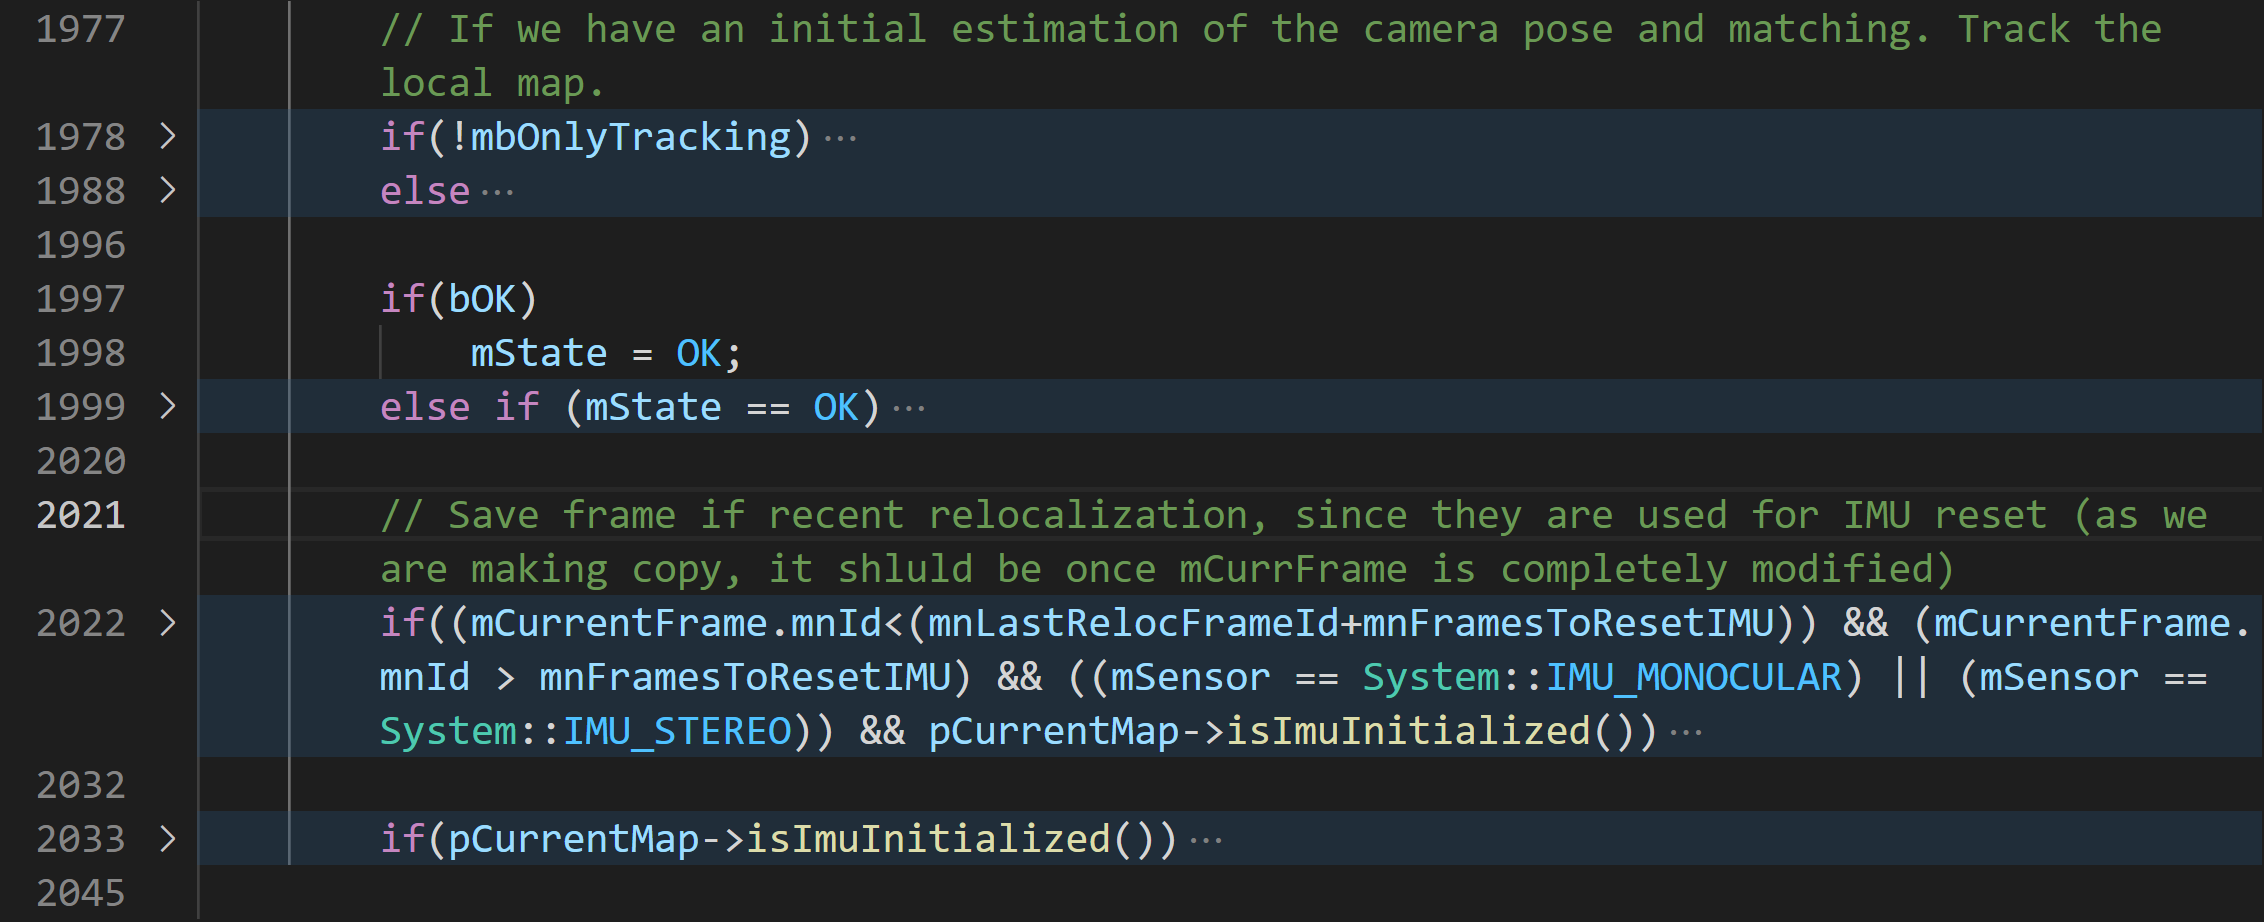 1977 // If we have an initial estimation of the camera pose and matching. Track the
local map.
1978 > if(!mbOnlyTracking) ···
1988 > else ···
1996
1997 if(bOK)
1998 mState = OK;
1999 > else if (mState == OK) ···
2020
2021 // Save frame if recent relocalization, since they are used for IMU reset (as we
are making copy, it shluld be once mCurrFrame is completely modified)
2022 > if((mCurrentFrame.mnId<(mnLastRelocFrameId+mnFramesToResetIMU)) && (mCurrentFrame.
mnId > mnFramesToResetIMU) && ((mSensor == System::IMU_MONOCULAR) || (mSensor ==
System::IMU_STEREO)) && pCurrentMap->isImuInitialized()) ···
2032
2033 > if(pCurrentMap->isImuInitialized()) ···
2045